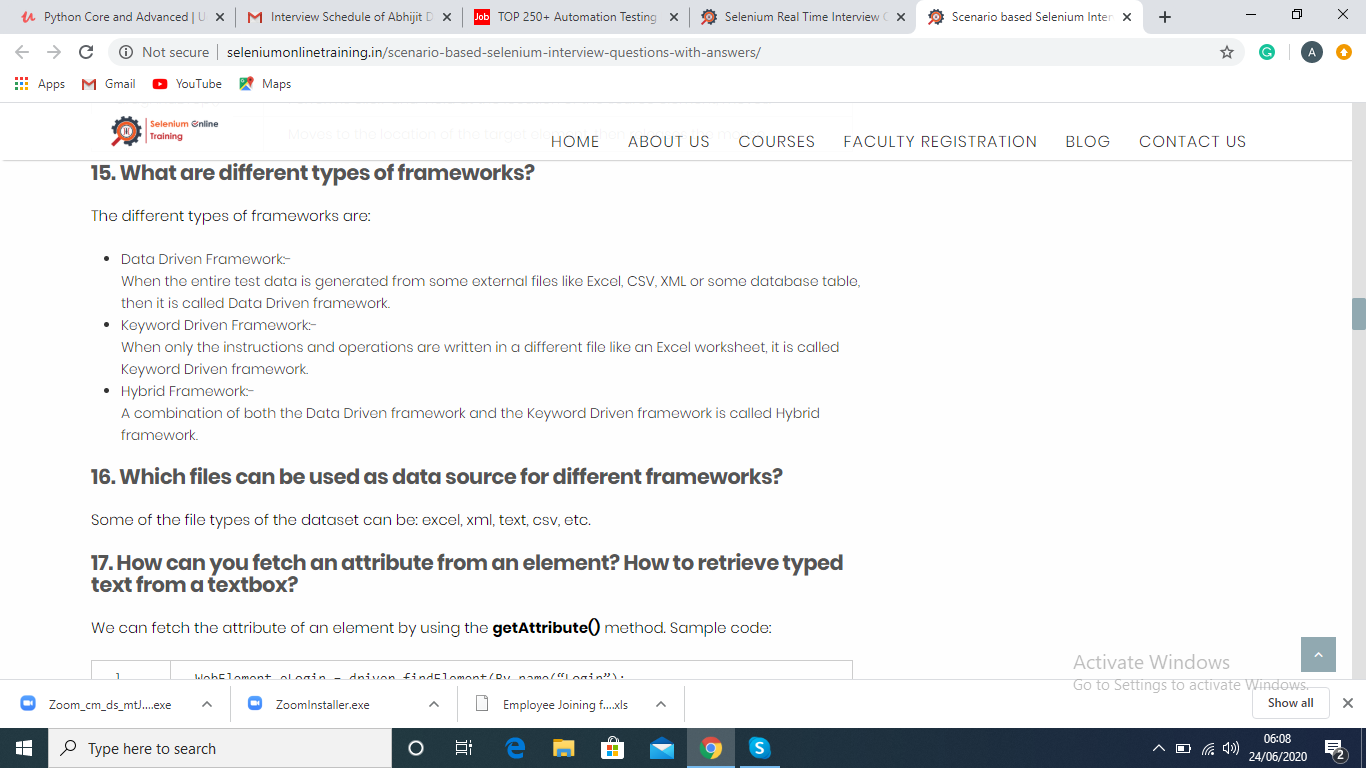 Python Core and Advanced | U
Interview Schedule of Abhijit D
Job TOP 250+ Automation Testing
Selenium Real Time Interview
Scenario based Selenium Inter
Not secure | seleniumonlinetraining.in/scenario-based-selenium-interview-questions-with-answers/
A
Apps Gmail YouTube Maps
Selenium Online
Training
Moves to the location of the target element
HOME ABOUT US COURSES FACULTY REGISTRATION BLOG CONTACT US
15. What are different types of frameworks?
The different types of frameworks are:
• Data Driven Framework:-
When the entire test data is generated from some external files like Excel, CSV, XML or some database table,
then it is called Data Driven framework.
• Keyword Driven Framework:-
When only the instructions and operations are written in a different file like an Excel worksheet, it is called
Keyword Driven framework.
• Hybrid Framework:-
A combination of both the Data Driven framework and the Keyword Driven framework is called Hybrid
framework.
16. Which files can be used as data source for different frameworks?
Some of the file types of the dataset can be: excel, xml, text, csv, etc.
17. How can you fetch an attribute from an element? How to retrieve typed
text from a textbox?
We can fetch the attribute of an element by using the getAttribute() method. Sample code:
1 WebElement eLogin = driven.findElement(By.name(“Login”);
Activate Windows
Go to Settings to activate Windows.
Zoom_cm_ds_mtJ....exe
ZoomInstaller.exe
Employee Joining f....xls
Show all
Type here to search
06:08
24/06/2020
2